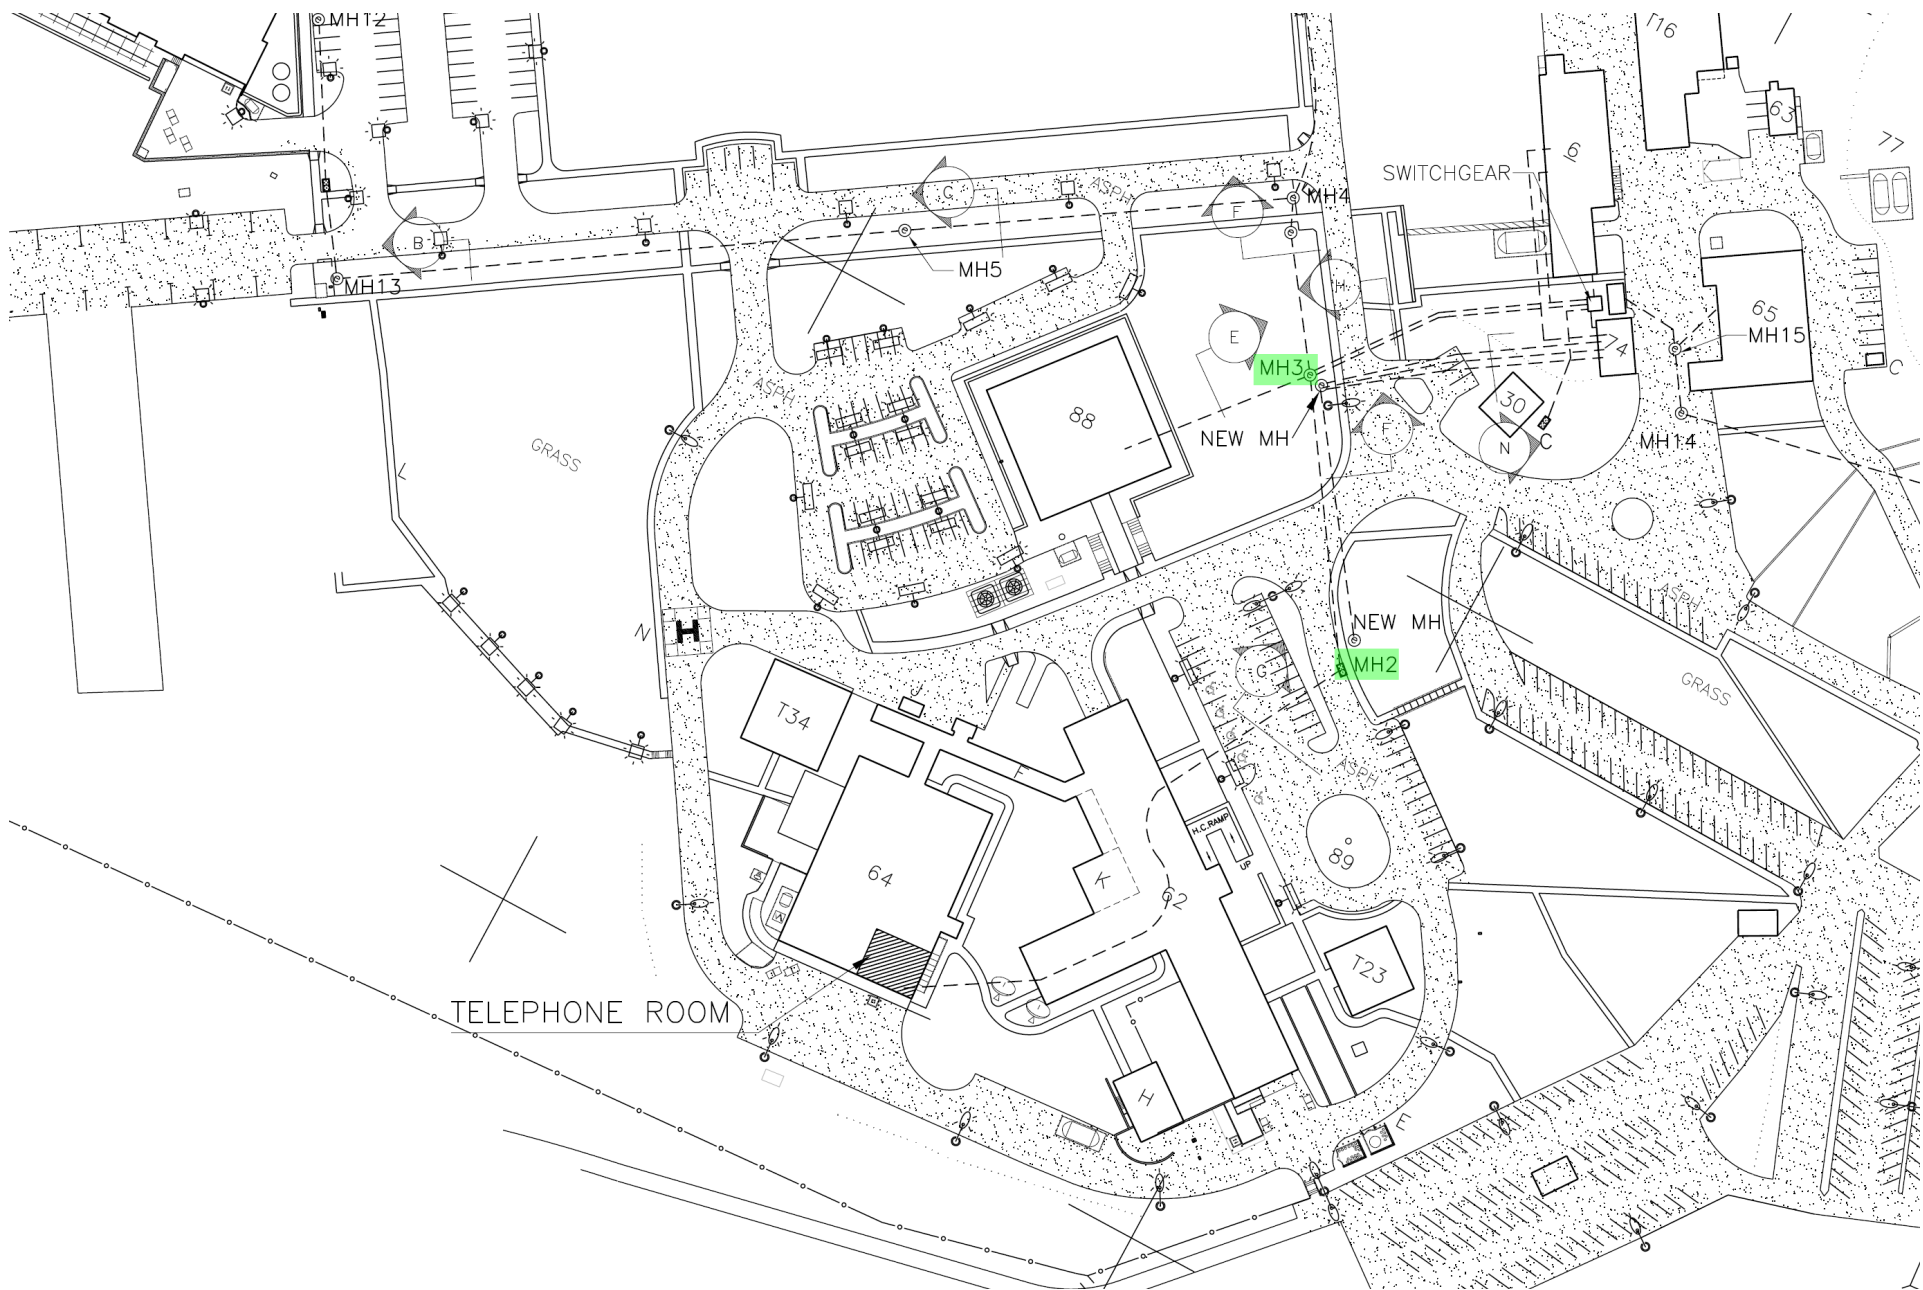 MH12
T16
63
77
6
SWITCHGEAR
G
ASPH
F
MH4
B
MH5
MH13
H
65
MH15
E
MH3
74
C
ASPH
88
30
NEW MH
F
N
C
MH14
GRASS
L
ASPH
NEW MH
N
H
MH2
G
GRASS
J
T34
F
ASPH
H.C.RAMP
UP
89
64
K
62
T23
TELEPHONE ROOM
H
E